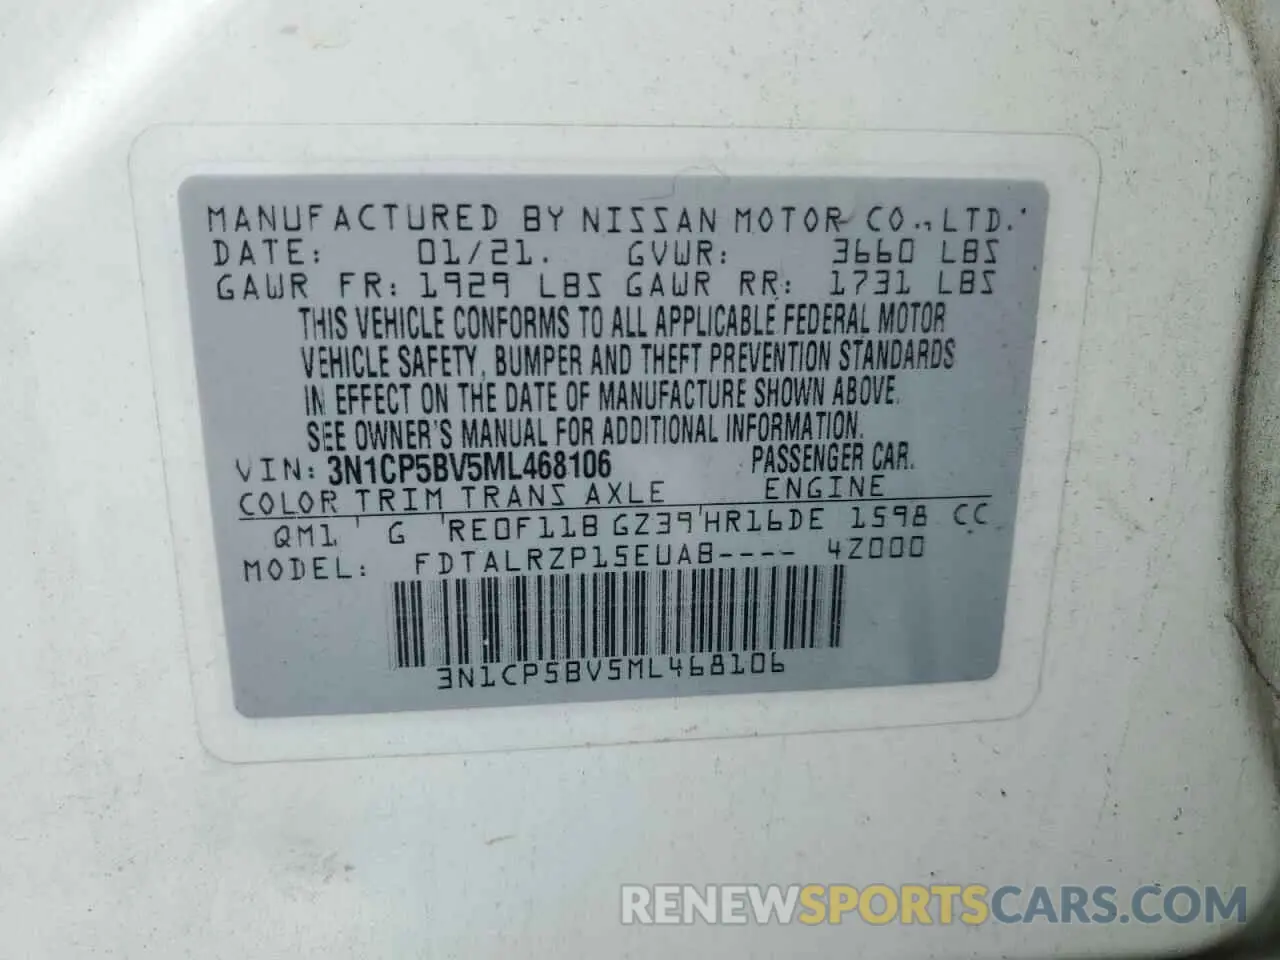 MANUFACTURED BY NISSAN MOTOR CO., LTD.
DATE: 01/21. GVWR: 3660 LBS
GAWR FR: 1929 LBS GAWR RR: 1731 LBS
THIS VEHICLE CONFORMS TO ALL APPLICABLE FEDERAL MOTOR
VEHICLE SAFETY, BUMPER AND THEFT PREVENTION STANDARDS
IN EFFECT ON THE DATE OF MANUFACTURE SHOWN ABOVE.
SEE OWNER'S MANUAL FOR ADDITIONAL INFORMATION.
VIN: 3N1CP5BV5ML468106 PASSENGER CAR.
COLOR TRIM TRANS AXLE ENGINE
QM1 G RE0F11B GZ39 HR16DE 1598 CC
MODEL: FDTALRZP15EUAB---- 4Z000
3N1CP5BV5ML468106
RENEWSPORTSCARS.COM